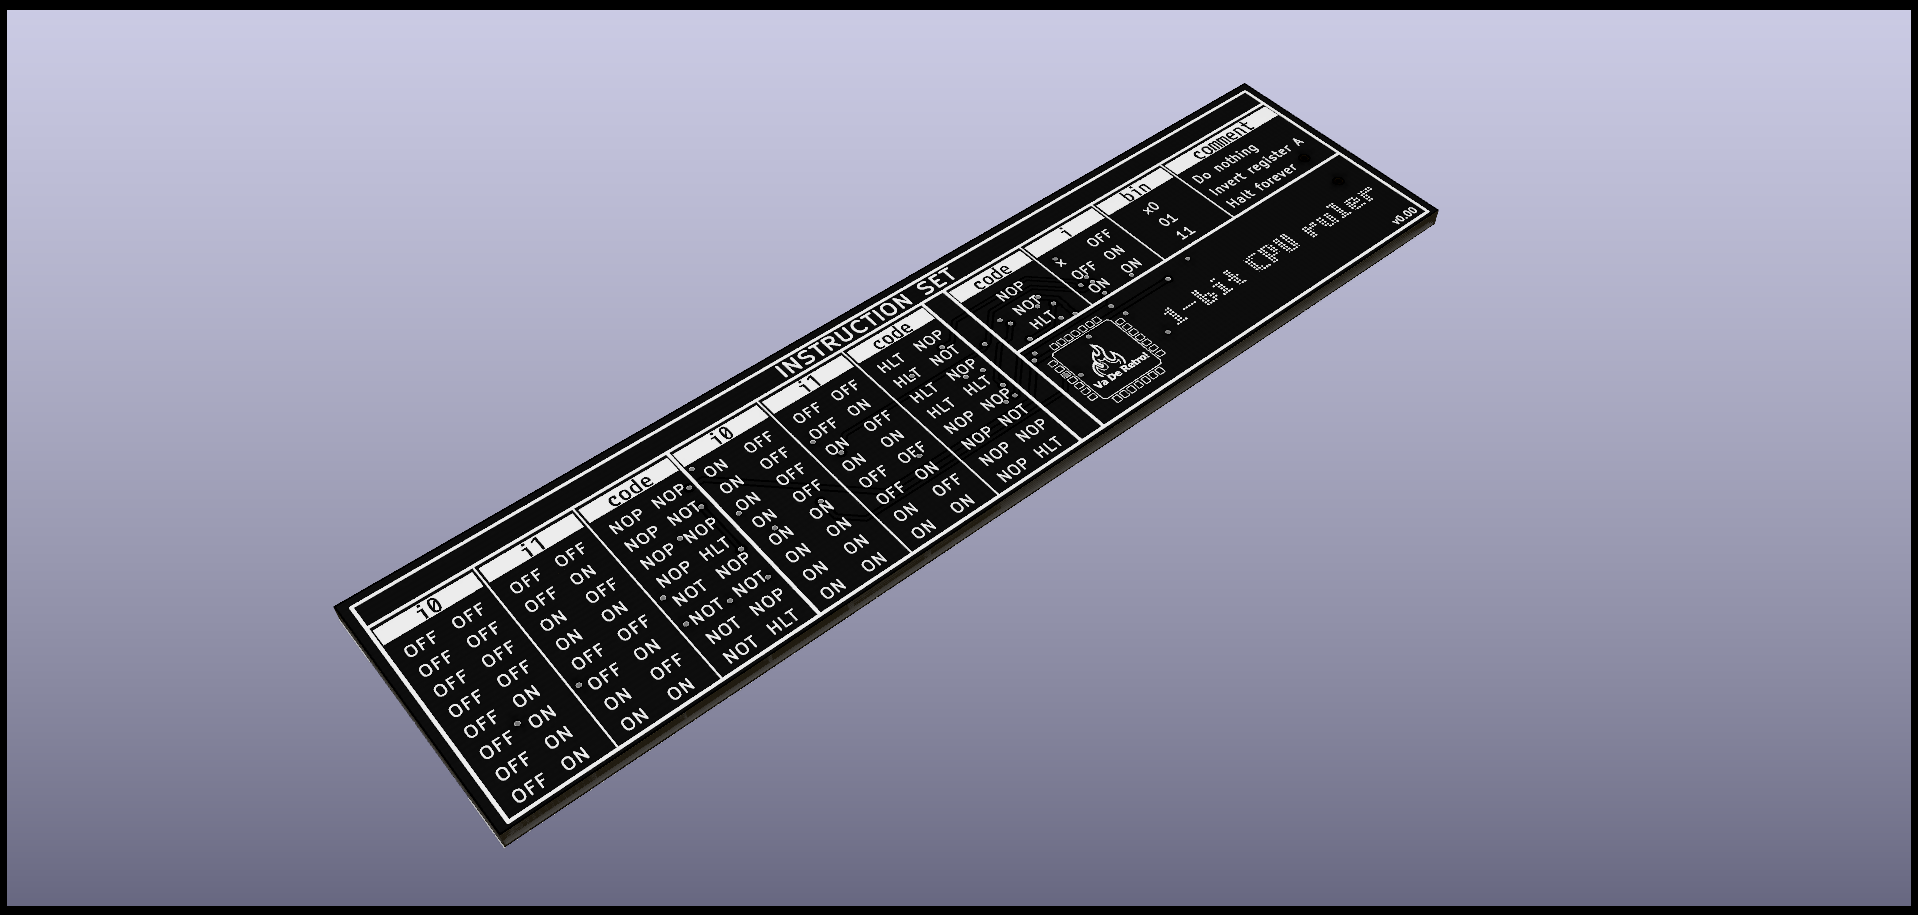 INSTRUCTION SET
i0 i1 code i0 i1 code
OFF OFF OFF OFF NOP NOP ON OFF OFF OFF HLT NOP
OFF OFF OFF ON NOP NOT ON OFF OFF ON HLT NOT
OFF OFF ON OFF NOP NOP ON OFF ON OFF HLT NOP
OFF OFF ON ON NOP HLT ON OFF ON ON HLT HLT
OFF ON OFF OFF NOT NOP ON ON OFF OFF NOP NOP
OFF ON OFF ON NOT NOT ON ON OFF ON NOP NOT
OFF ON ON OFF NOT NOP ON ON ON OFF NOP NOP
OFF ON ON ON NOT HLT ON ON ON ON NOP HLT
code i bin comment
NOP x OFF x0 Do nothing
NOT OFF ON 01 Invert register A
HLT ON ON 11 Halt forever
Va De Retro!
1-bit CPU ruler
v0.00